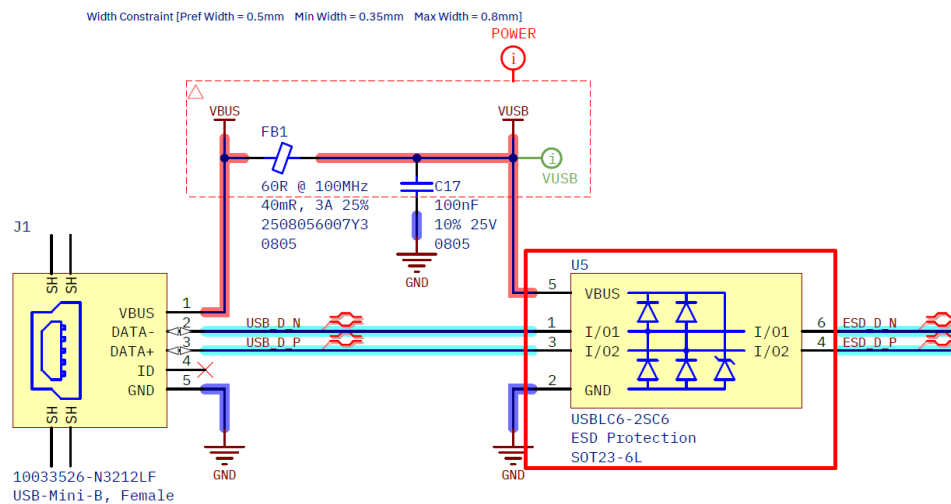 Width Constraint [Pref Width = 0.5mm   Min Width = 0.35mm   Max Width = 0.8mm]
POWER
i
VBUS
VUSB
FB1
i
VUSB
60R @ 100MHz
40mR, 3A 25%
2508056007Y3
0805
C17
100nF
10% 25V
0805
GND
J1
SH
SH
VBUS
1
DATA-
2
DATA+
3
ID
4
GND
5
SH
SH
USB_D_N
USB_D_P
GND
10033526-N3212LF
USB-Mini-B, Female
U5
5
VBUS
1
I/O1
I/O1
6
3
I/O2
I/O2
4
2
GND
ESD_D_N
ESD_D_P
GND
USBLC6-2SC6
ESD Protection
SOT23-6L